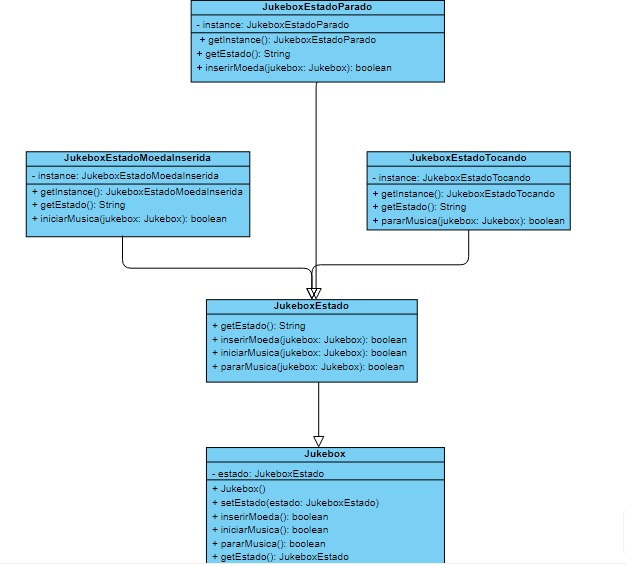 JukeboxEstadoParado
- instance: JukeboxEstadoParado
+ getInstance(): JukeboxEstadoParado
+ getEstado(): String
+ inserirMoeda(jukebox: Jukebox): boolean
JukeboxEstadoMoedaInserida
- instance: JukeboxEstadoMoedaInserida
+ getInstance(): JukeboxEstadoMoedaInserida
+ getEstado(): String
+ iniciarMusica(jukebox: Jukebox): boolean
JukeboxEstadoTocando
- instance: JukeboxEstadoTocando
+ getInstance(): JukeboxEstadoTocando
+ getEstado(): String
+ pararMusica(jukebox: Jukebox): boolean
JukeboxEstado
+ getEstado(): String
+ inserirMoeda(jukebox: Jukebox): boolean
+ iniciarMusica(jukebox: Jukebox): boolean
+ pararMusica(jukebox: Jukebox): boolean
Jukebox
- estado: JukeboxEstado
+ Jukebox()
+ setEstado(estado: JukeboxEstado)
+ inserirMoeda(): boolean
+ iniciarMusica(): boolean
+ pararMusica(): boolean
+ getEstado(): JukeboxEstado